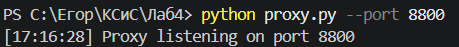 PS C:\Егор\КСиС\Лаб4> python proxy.py --port 8800
[17:16:28] Proxy listening on port 8800